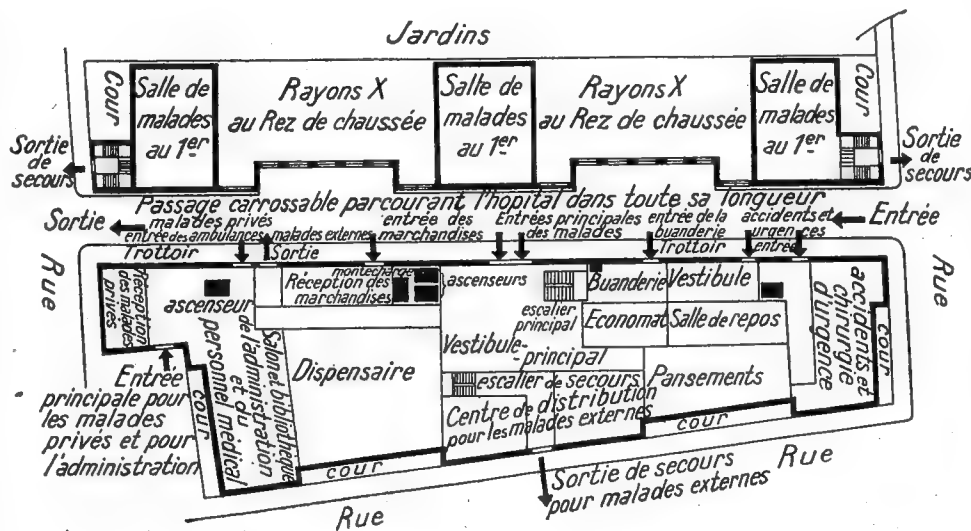 Jardins
Cour
Salle de
malades
au 1er
Rayons X
au Rez de chaussée
Salle de
malades
au 1er
Rayons X
au Rez de chaussée
Salle de
malades
au 1er
Cour
Sortie
de
secours
Sortie
de
secours
Passage carrossable parcourant l'hôpital dans toute sa longueur
Sortie
malades privés
entrée des ambulances
malades externes
entrée des
marchandises
Entrées principales
des malades
entrée de la
buanderie
accidents et
urgences
entrée
Entrée
Trottoir
Sortie
Trottoir
Rue
Rue
Réception
des malades
privés
ascenseur
montecharge
Réception des
marchandises
ascenseurs
escalier
principal
Buanderie
Vestibule
Economat
Salle de repos
accidents et
chirurgie
d'urgence
cour
Salon et bibliothèque
de l'administration
et du
personnel médical
Dispensaire
Vestibule-
principal
escalier de secours
Centre de distribution
pour les malades externes
Pansements
Entrée
principale pour
les malades
privés et pour
l'administration
cour
cour
cour
Sortie de secours
pour malades externes
Rue
Rue